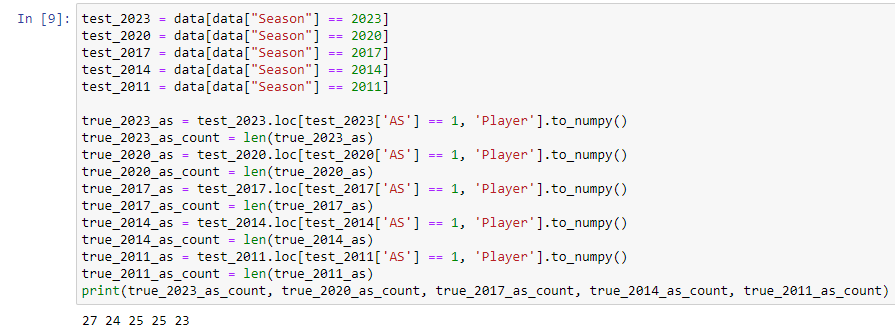 In [9]:
test_2023 = data[data["Season"] == 2023]
test_2020 = data[data["Season"] == 2020]
test_2017 = data[data["Season"] == 2017]
test_2014 = data[data["Season"] == 2014]
test_2011 = data[data["Season"] == 2011]
true_2023_as = test_2023.loc[test_2023['AS'] == 1, 'Player'].to_numpy()
true_2023_as_count = len(true_2023_as)
true_2020_as = test_2020.loc[test_2020['AS'] == 1, 'Player'].to_numpy()
true_2020_as_count = len(true_2020_as)
true_2017_as = test_2017.loc[test_2017['AS'] == 1, 'Player'].to_numpy()
true_2017_as_count = len(true_2017_as)
true_2014_as = test_2014.loc[test_2014['AS'] == 1, 'Player'].to_numpy()
true_2014_as_count = len(true_2014_as)
true_2011_as = test_2011.loc[test_2011['AS'] == 1, 'Player'].to_numpy()
true_2011_as_count = len(true_2011_as)
print(true_2023_as_count, true_2020_as_count, true_2017_as_count, true_2014_as_count, true_2011_as_count)
27 24 25 25 23